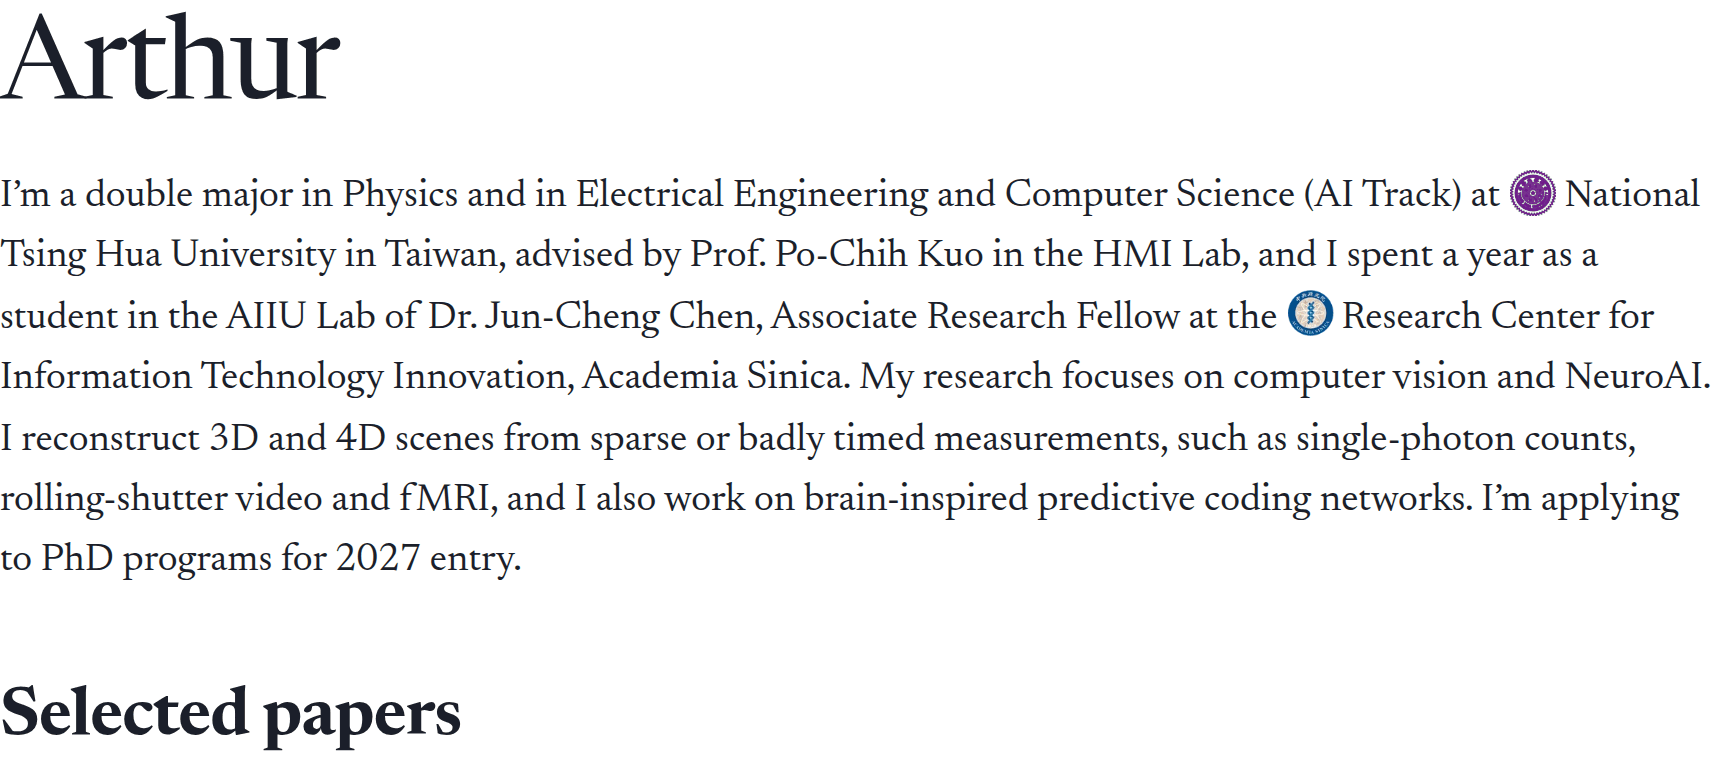 Arthur
I’m a double major in Physics and in Electrical Engineering and Computer Science (AI Track) at National
Tsing Hua University in Taiwan, advised by Prof. Po-Chih Kuo in the HMI Lab, and I spent a year as a
student in the AIIU Lab of Dr. Jun-Cheng Chen, Associate Research Fellow at the Research Center for
Information Technology Innovation, Academia Sinica. My research focuses on computer vision and NeuroAI.
I reconstruct 3D and 4D scenes from sparse or badly timed measurements, such as single-photon counts,
rolling-shutter video and fMRI, and I also work on brain-inspired predictive coding networks. I’m applying
to PhD programs for 2027 entry.
Selected papers